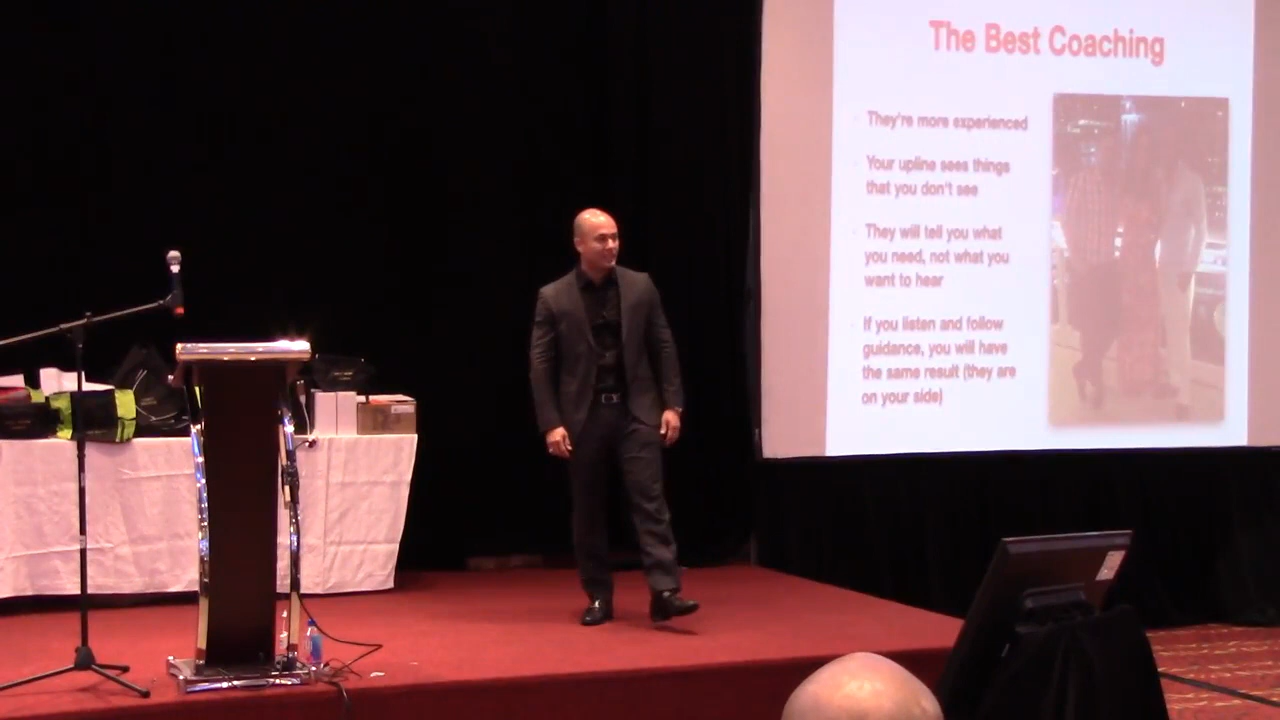 The Best Coaching
They're more experienced
Your upline sees things
that you don't see
They will tell you what
you need, not what you
want to hear
If you listen and follow
guidance, you will have
the same result (they are
on your side)